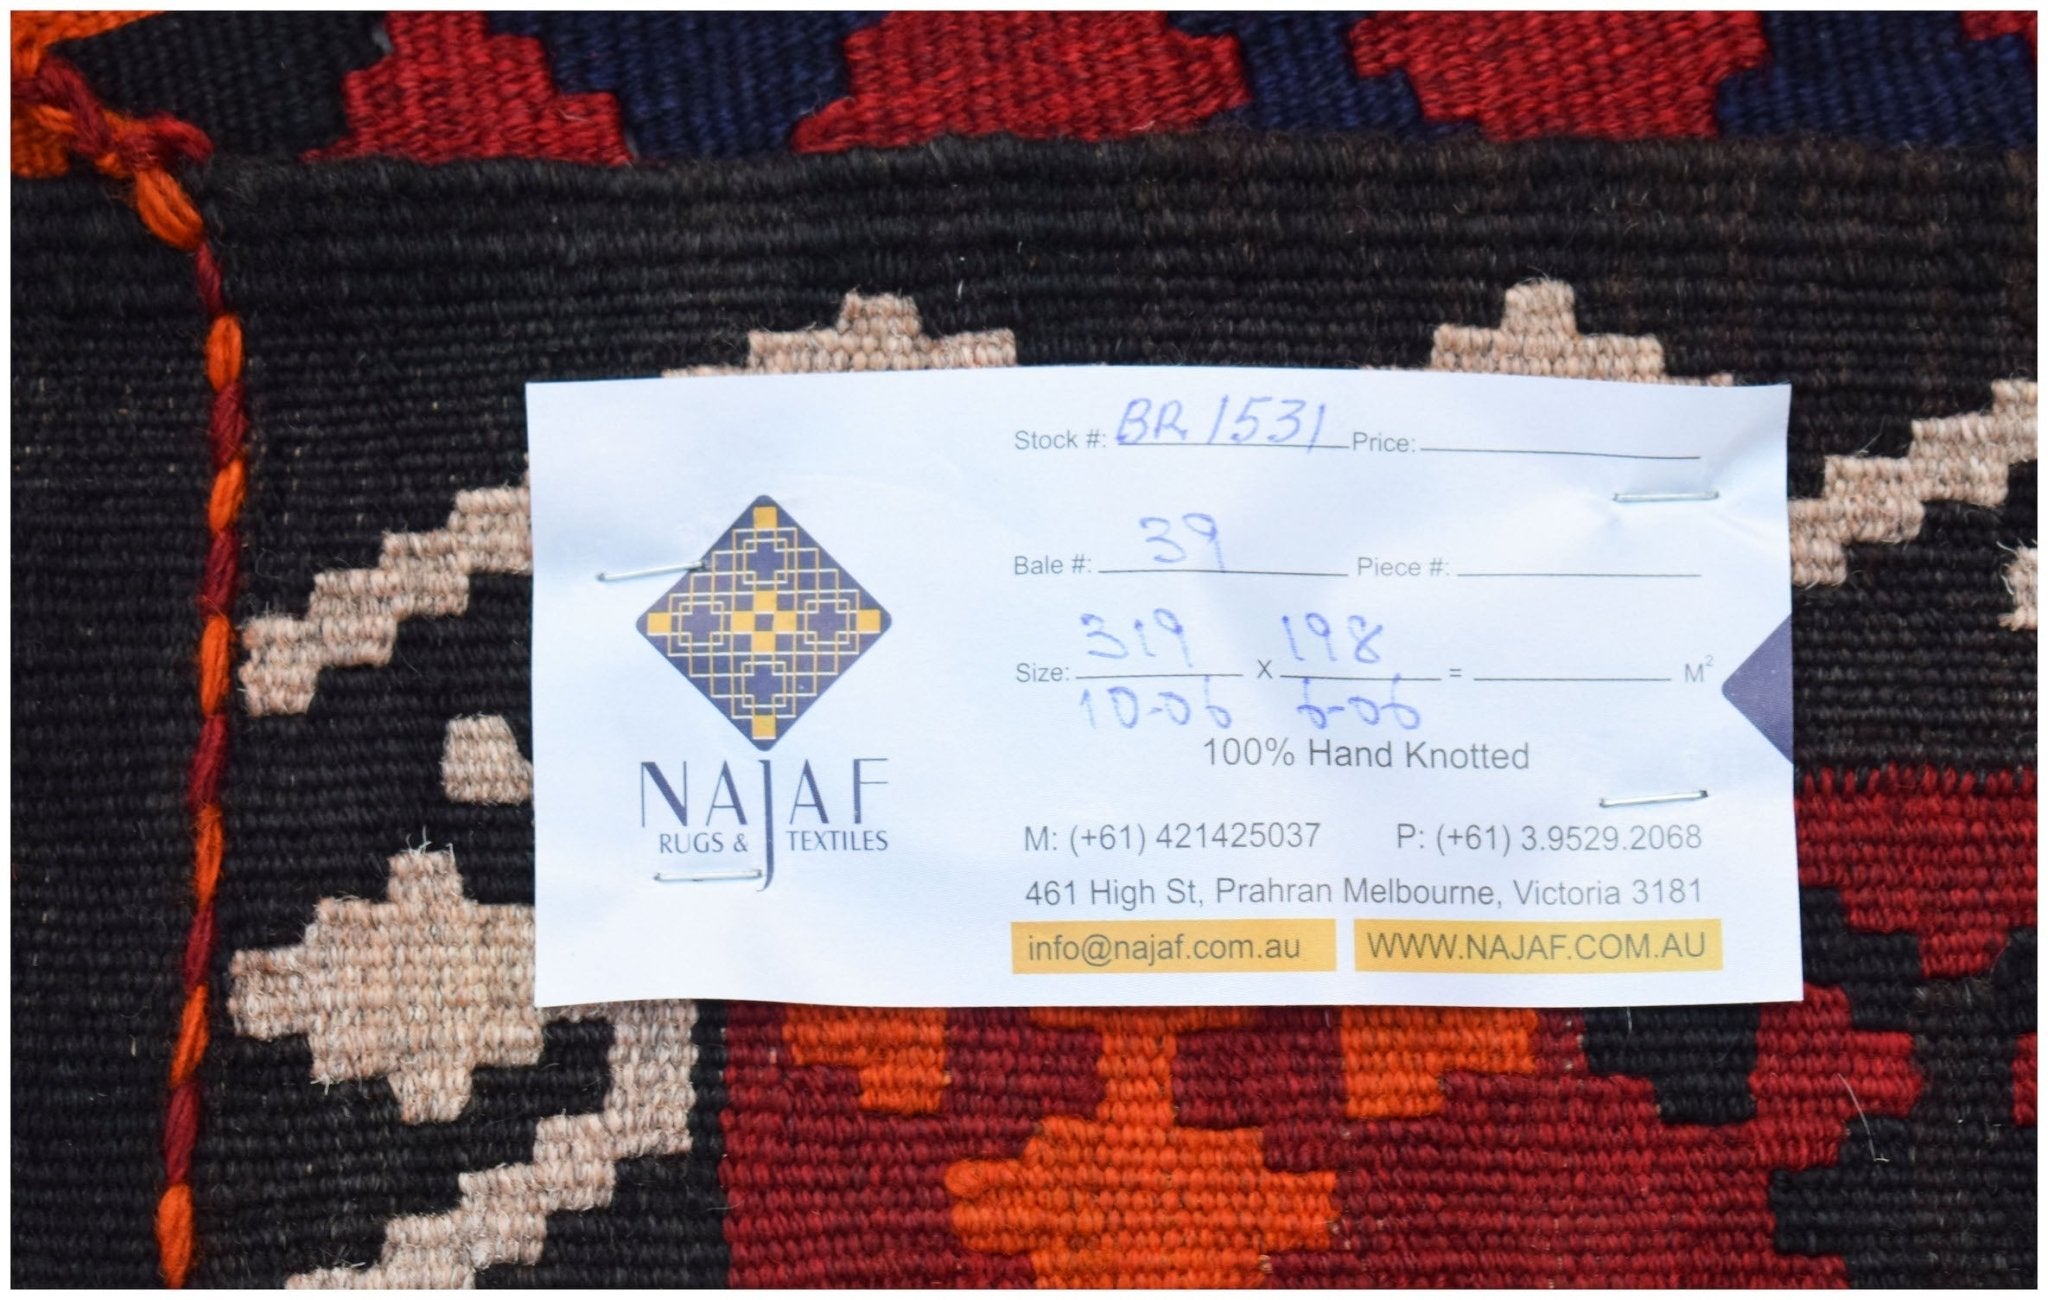 Stock #: BR 1531 Price:
Bale #: 39 Piece #:
Size: 319 X 198 = M²
10-06 6-06
100% Hand Knotted
NAJAF
RUGS & TEXTILES
M: (+61) 421425037 P: (+61) 3.9529.2068
461 High St, Prahran Melbourne, Victoria 3181
info@najaf.com.au WWW.NAJAF.COM.AU